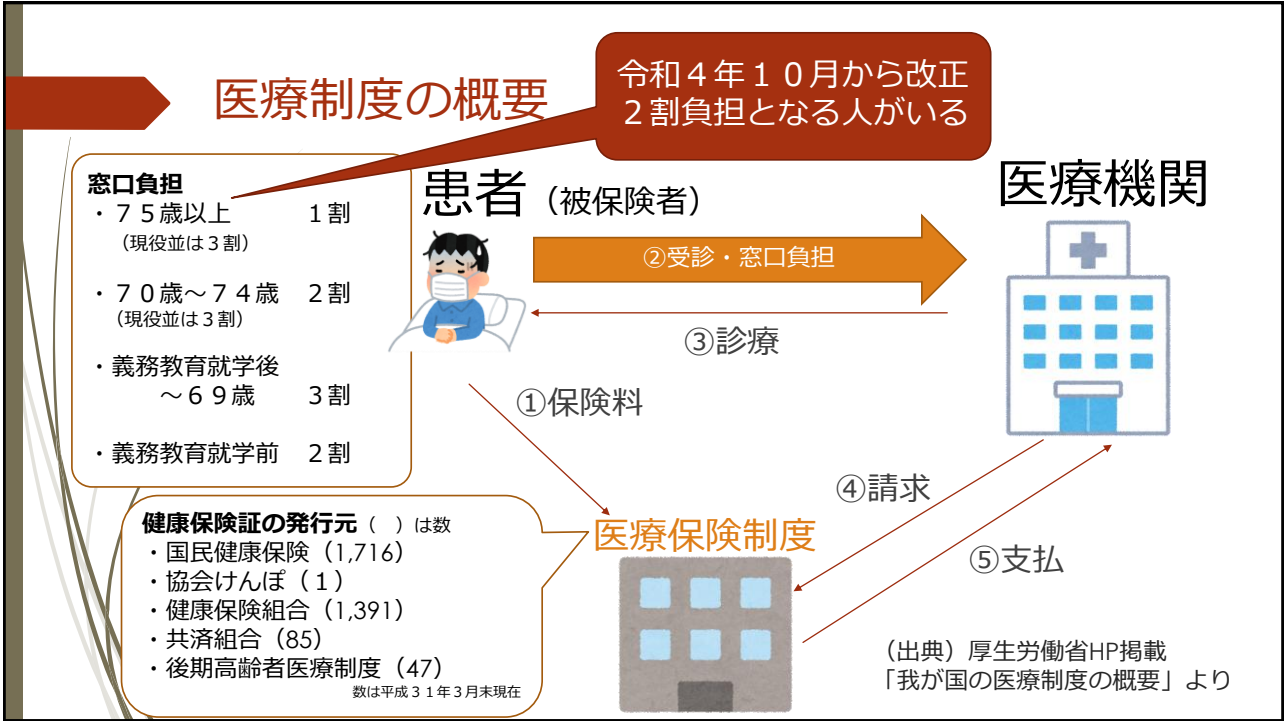 医療制度の概要
令和４年１０月から改正
２割負担となる人がいる
窓口負担
・７５歳以上　　　　１割
（現役並は３割）
・７０歳～７４歳　２割
（現役並は３割）
・義務教育就学後
～６９歳　　３割
・義務教育就学前　２割
患者（被保険者）
医療機関
②受診・窓口負担
③診療
①保険料
④請求
⑤支払
医療保険制度
健康保険証の発行元（　）は数
・国民健康保険（1,716）
・協会けんぽ（１）
・健康保険組合（1,391）
・共済組合（85）
・後期高齢者医療制度（47）
数は平成３１年３月末現在
（出典）厚生労働省HP掲載
「我が国の医療制度の概要」より